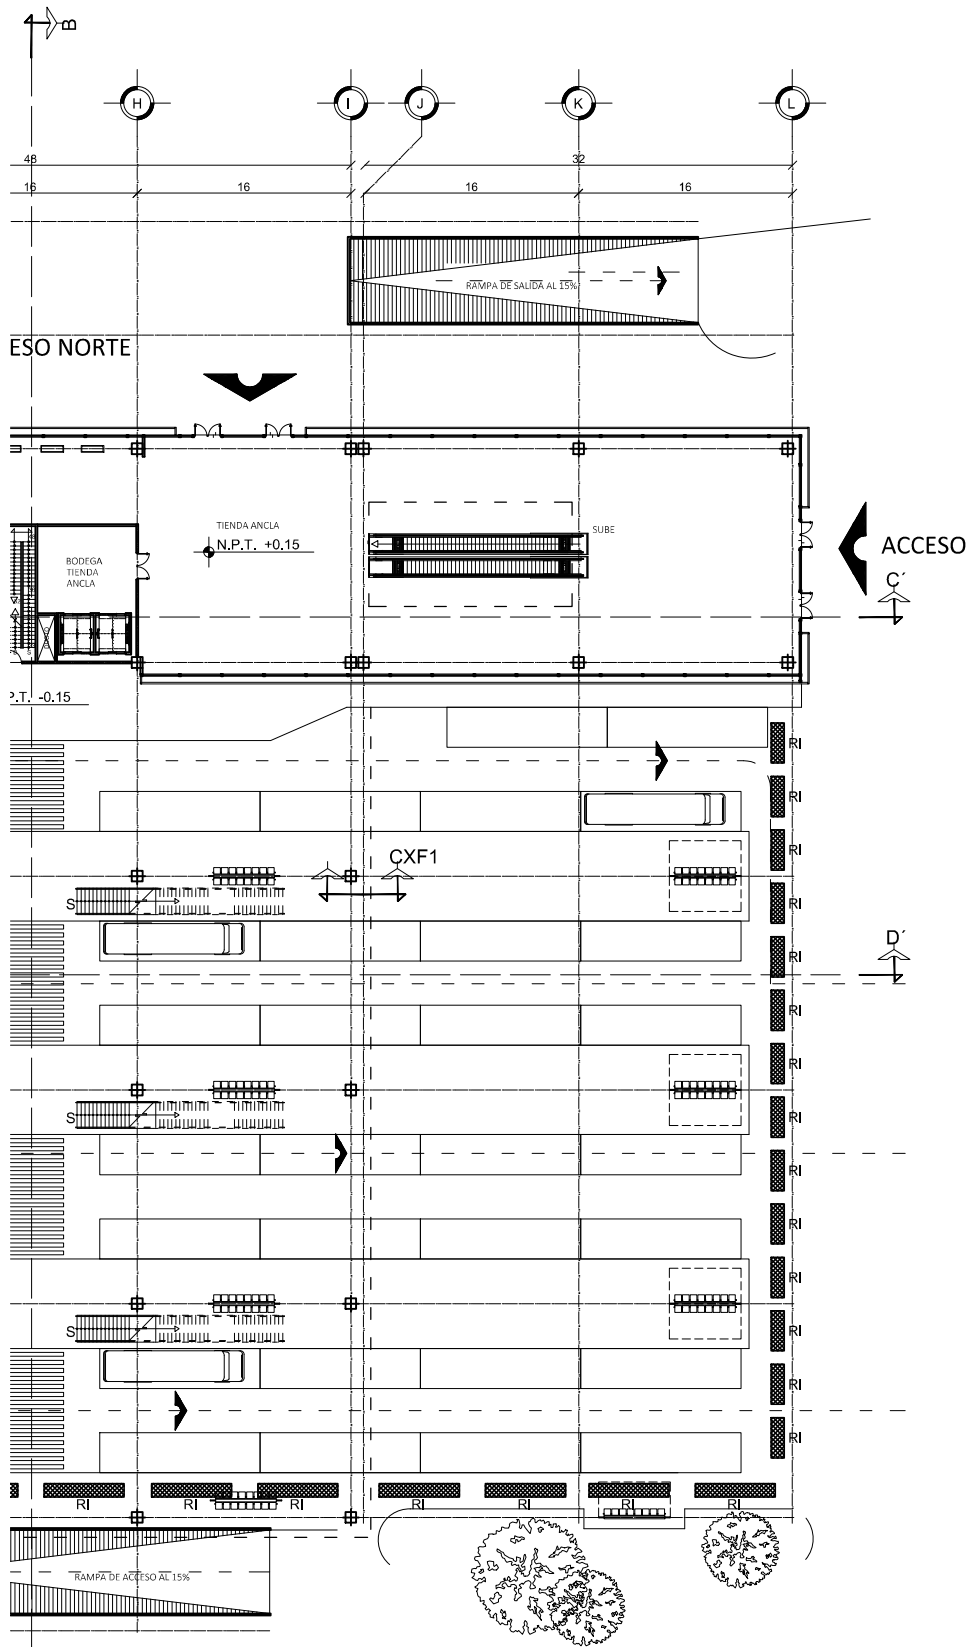 B
H I J K L
48 32
16 16 16 16
RAMPA DE SALIDA AL 15%
ESO NORTE
TIENDA ANCLA
N.P.T. +0.15
SUBE
BODEGA
TIENDA
ANCLA
ACCESO
C´
P.T. -0.15
RI
RI
RI
CXF1
S
RI
D´
RI
RI
RI
S
RI
RI
RI
RI
S
RI
RI
RI
RI RI RI RI RI RI RI
RAMPA DE ACCESO AL 15%